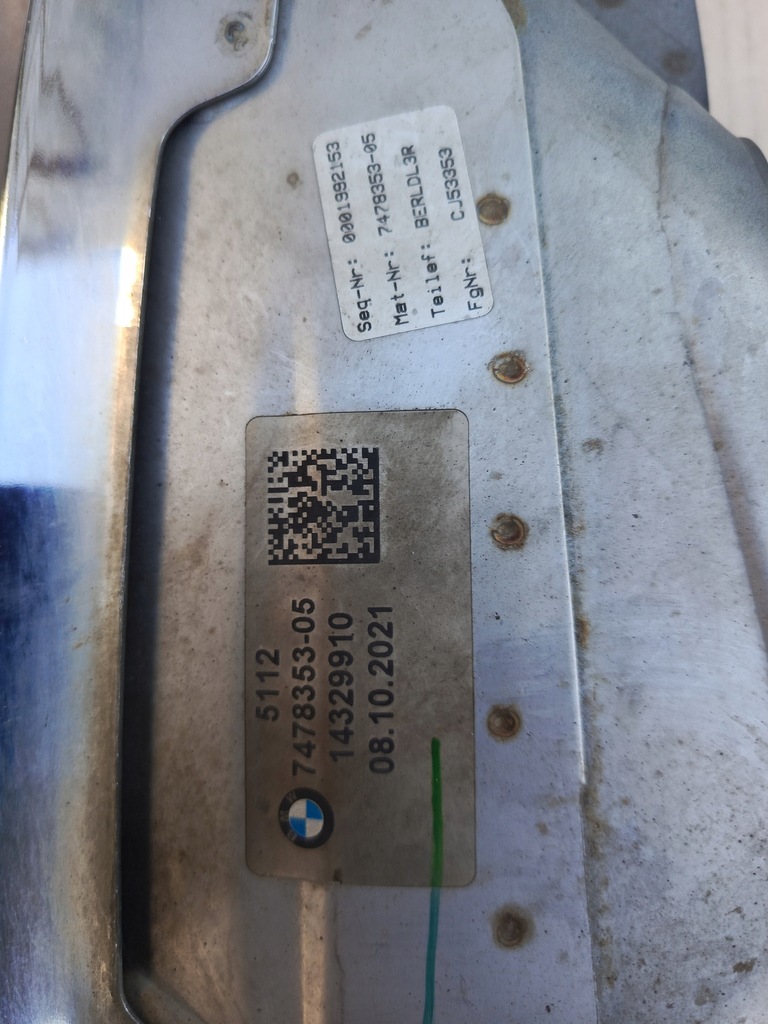 Seq-Nr: 0001992153
Mat-Nr: 7478353-05
Teilef: BERLDL3R
FgNr: CJ53353
5112
7478353-05
14329910
08.10.2021